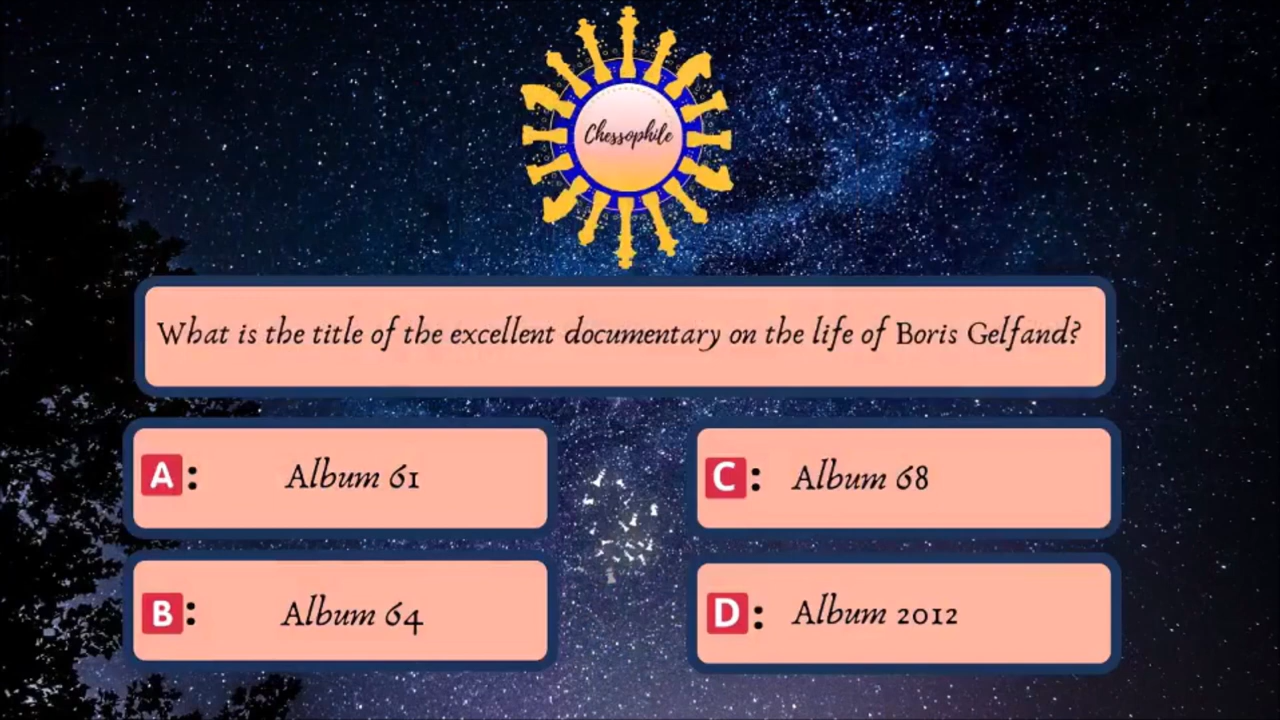 Chessophile
What is the title of the excellent documentary on the life of Boris Gelfand?
A: Album 61
C: Album 68
B: Album 64
D: Album 2012